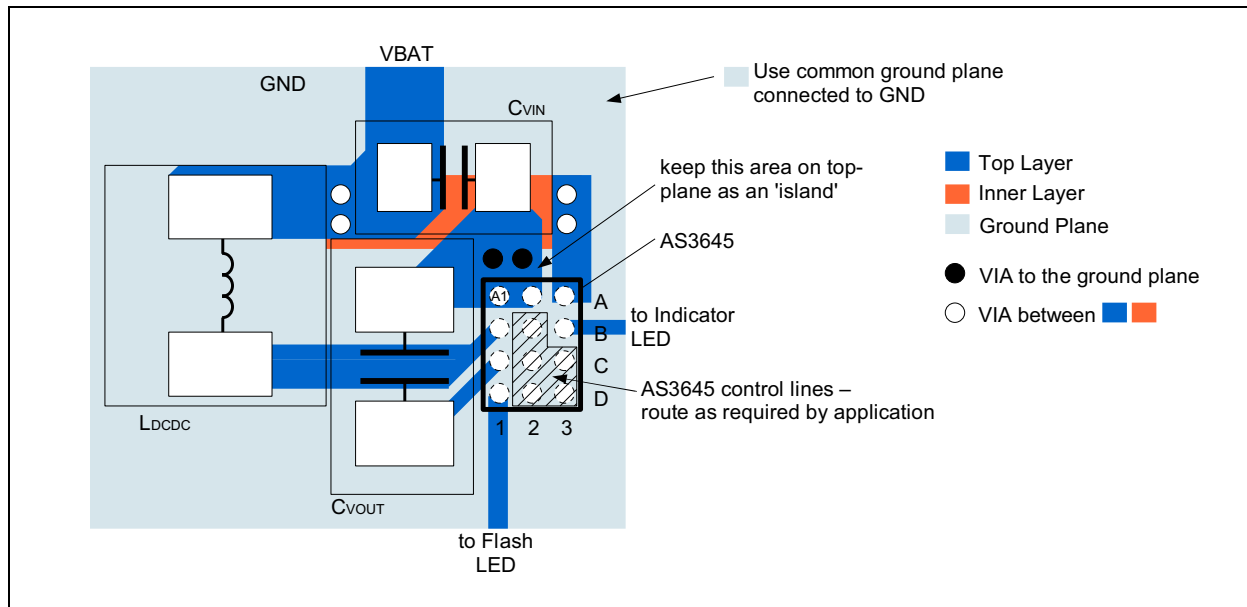 VBAT
GND
CVIN
Use common ground plane
connected to GND
keep this area on top-
plane as an 'island'
AS3645
Top Layer
Inner Layer
Ground Plane
VIA to the ground plane
VIA between
A1
A
B
C
D
1 2 3
to Indicator
LED
AS3645 control lines –
route as required by application
LDCDC
CVOUT
to Flash
LED